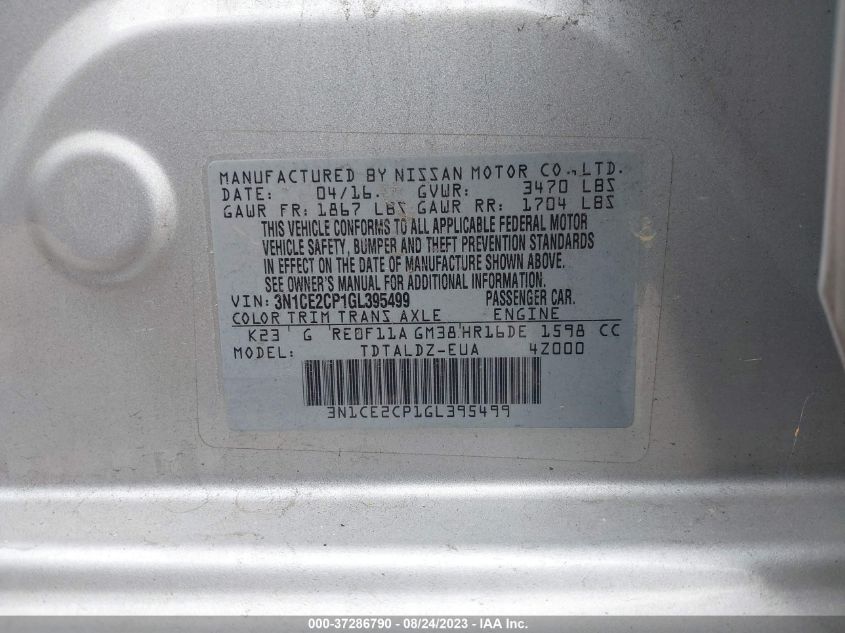 MANUFACTURED BY NISSAN MOTOR CO.,LTD.
DATE: 04/16. GVWR: 3470 LBS
GAWR FR: 1867 LBS GAWR RR: 1704 LBS
THIS VEHICLE CONFORMS TO ALL APPLICABLE FEDERAL MOTOR
VEHICLE SAFETY, BUMPER AND THEFT PREVENTION STANDARDS
IN EFFECT ON THE DATE OF MANUFACTURE SHOWN ABOVE.
SEE OWNER'S MANUAL FOR ADDITIONAL INFORMATION.
VIN: 3N1CE2CP1GL395499 PASSENGER CAR.
COLOR TRIM TRANS AXLE ENGINE
K23 G RE0F11A GM38 HR16DE 1598 CC
MODEL: TDTALDZ-EUA 4Z000
3N1CE2CP1GL395499
000-37286790 - 08/24/2023 - IAA Inc.